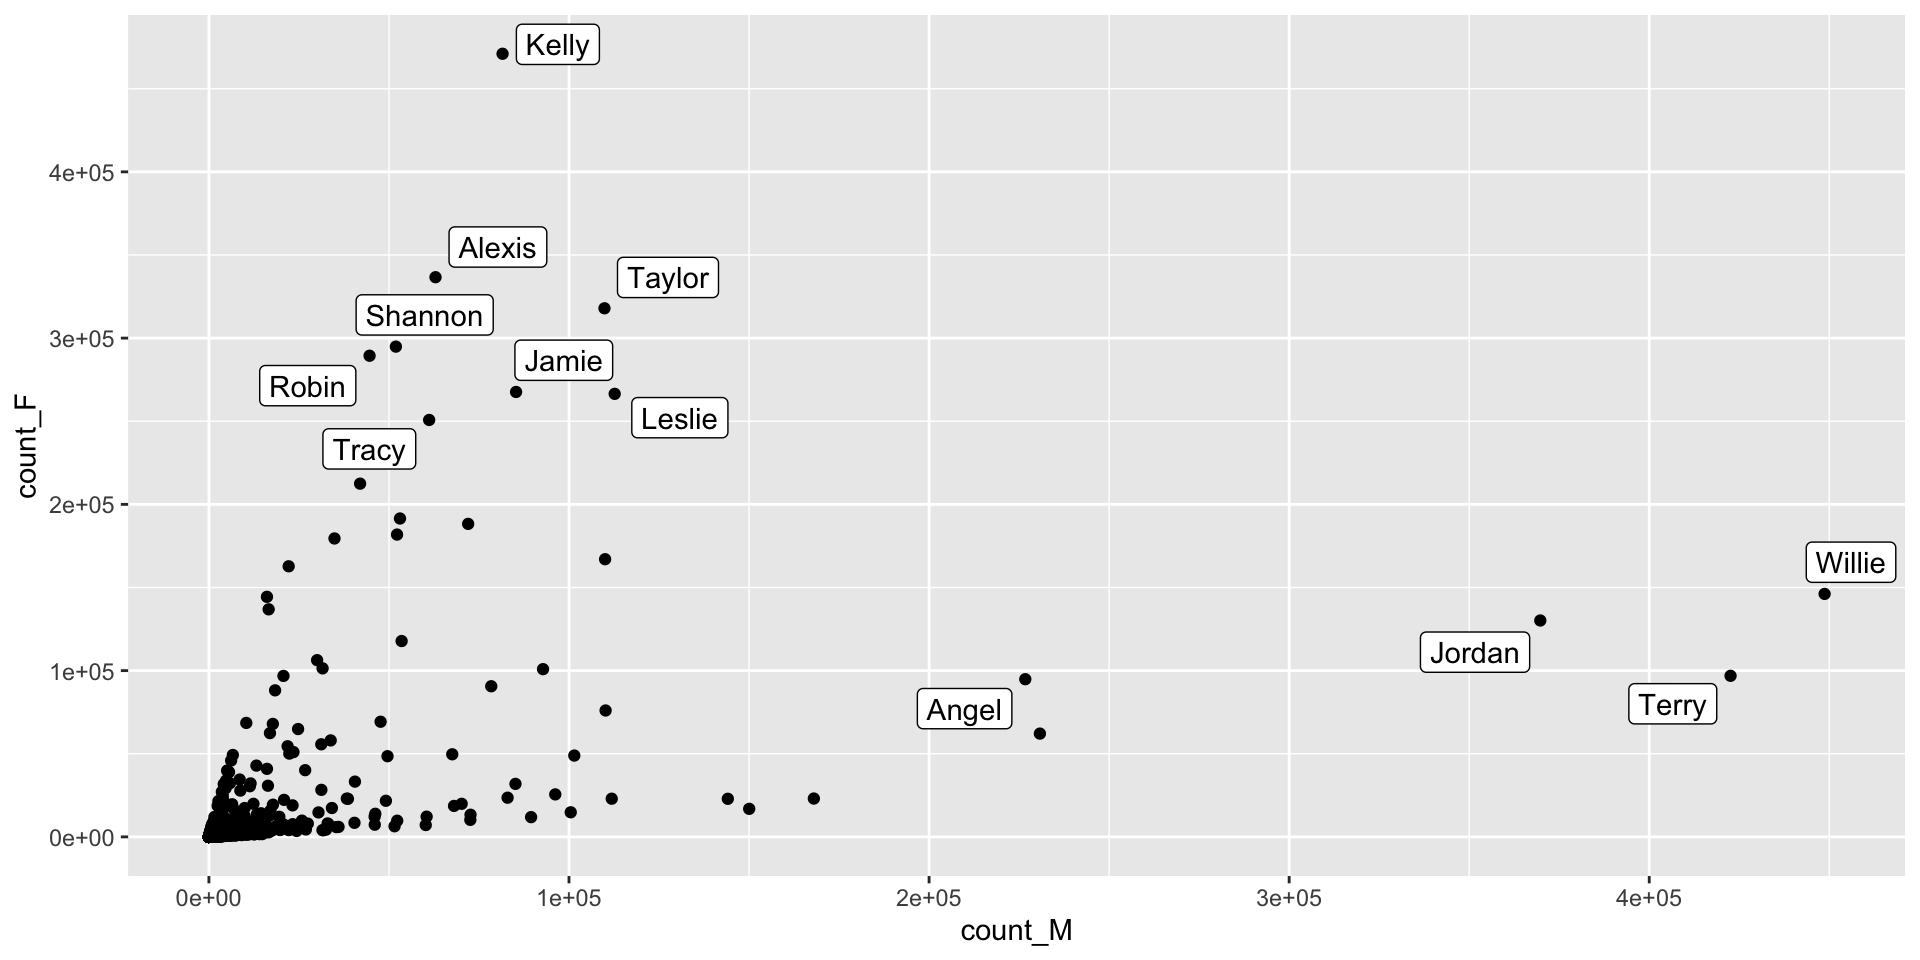 Kelly
Alexis
Taylor
Shannon
Jamie
Robin
Leslie
Tracy
Willie
Jordan
Terry
Angel
4e+05
3e+05
2e+05
1e+05
0e+00
count_F
0e+00 1e+05 2e+05 3e+05 4e+05
count_M